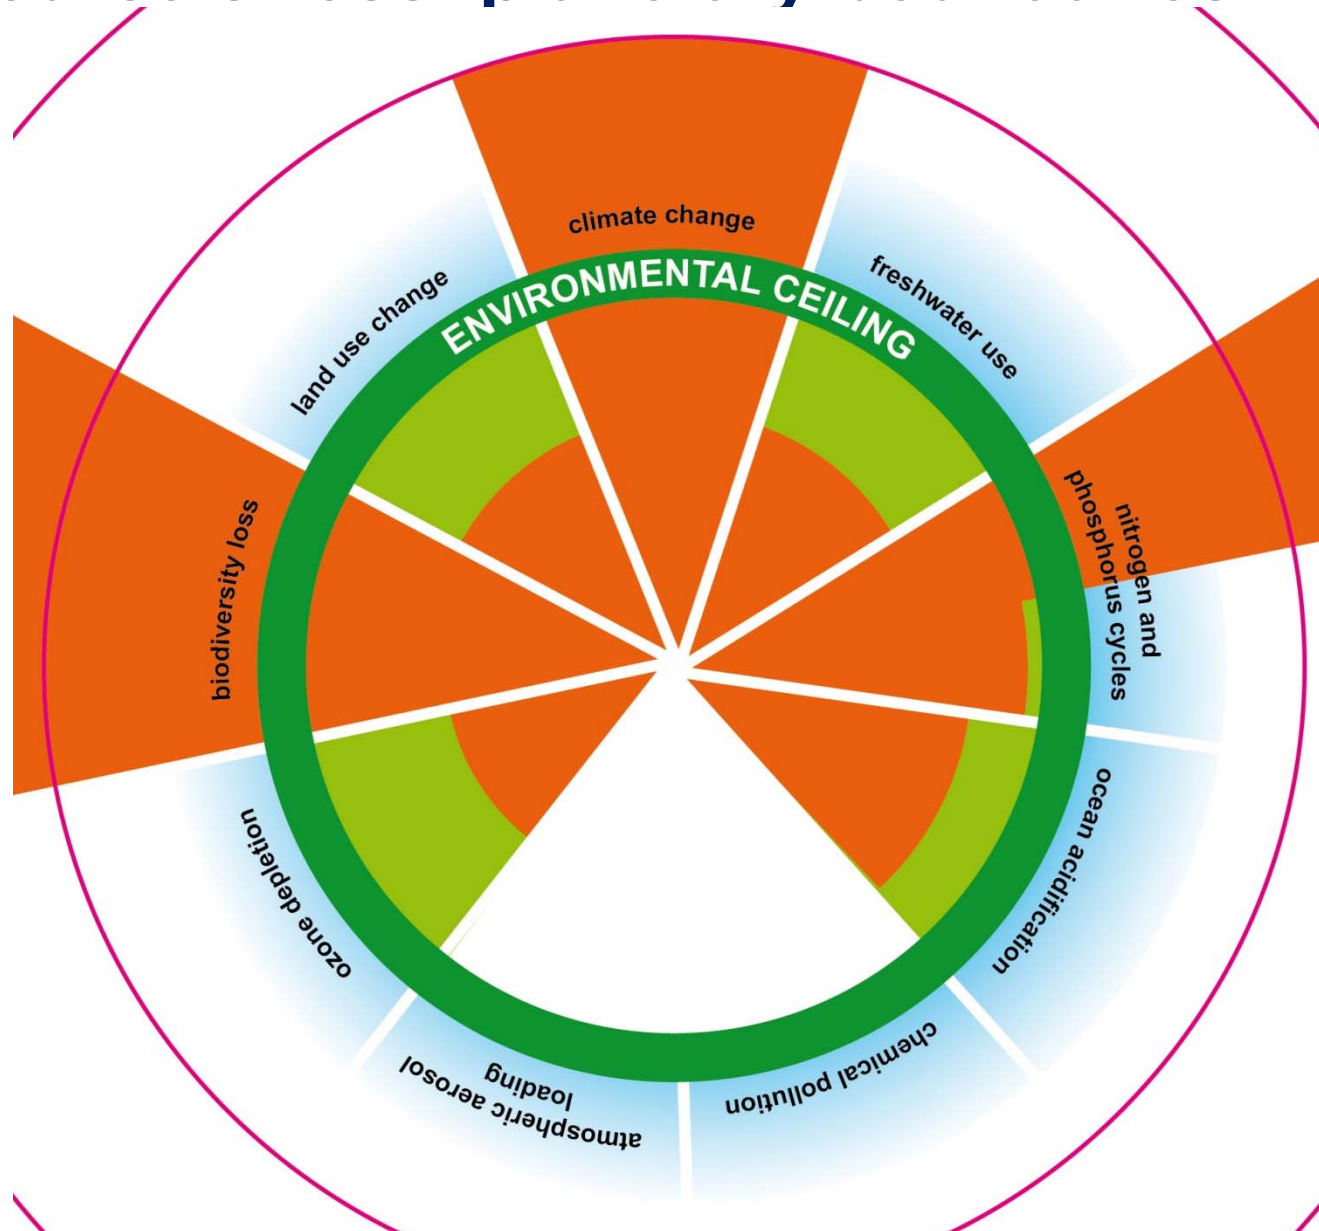 climate change
ENVIRONMENTAL CEILING
freshwater use
nitrogen and
phosphorus cycles
ocean acidification
chemical pollution
atmospheric aerosol
loading
ozone depletion
biodiversity loss
land use change